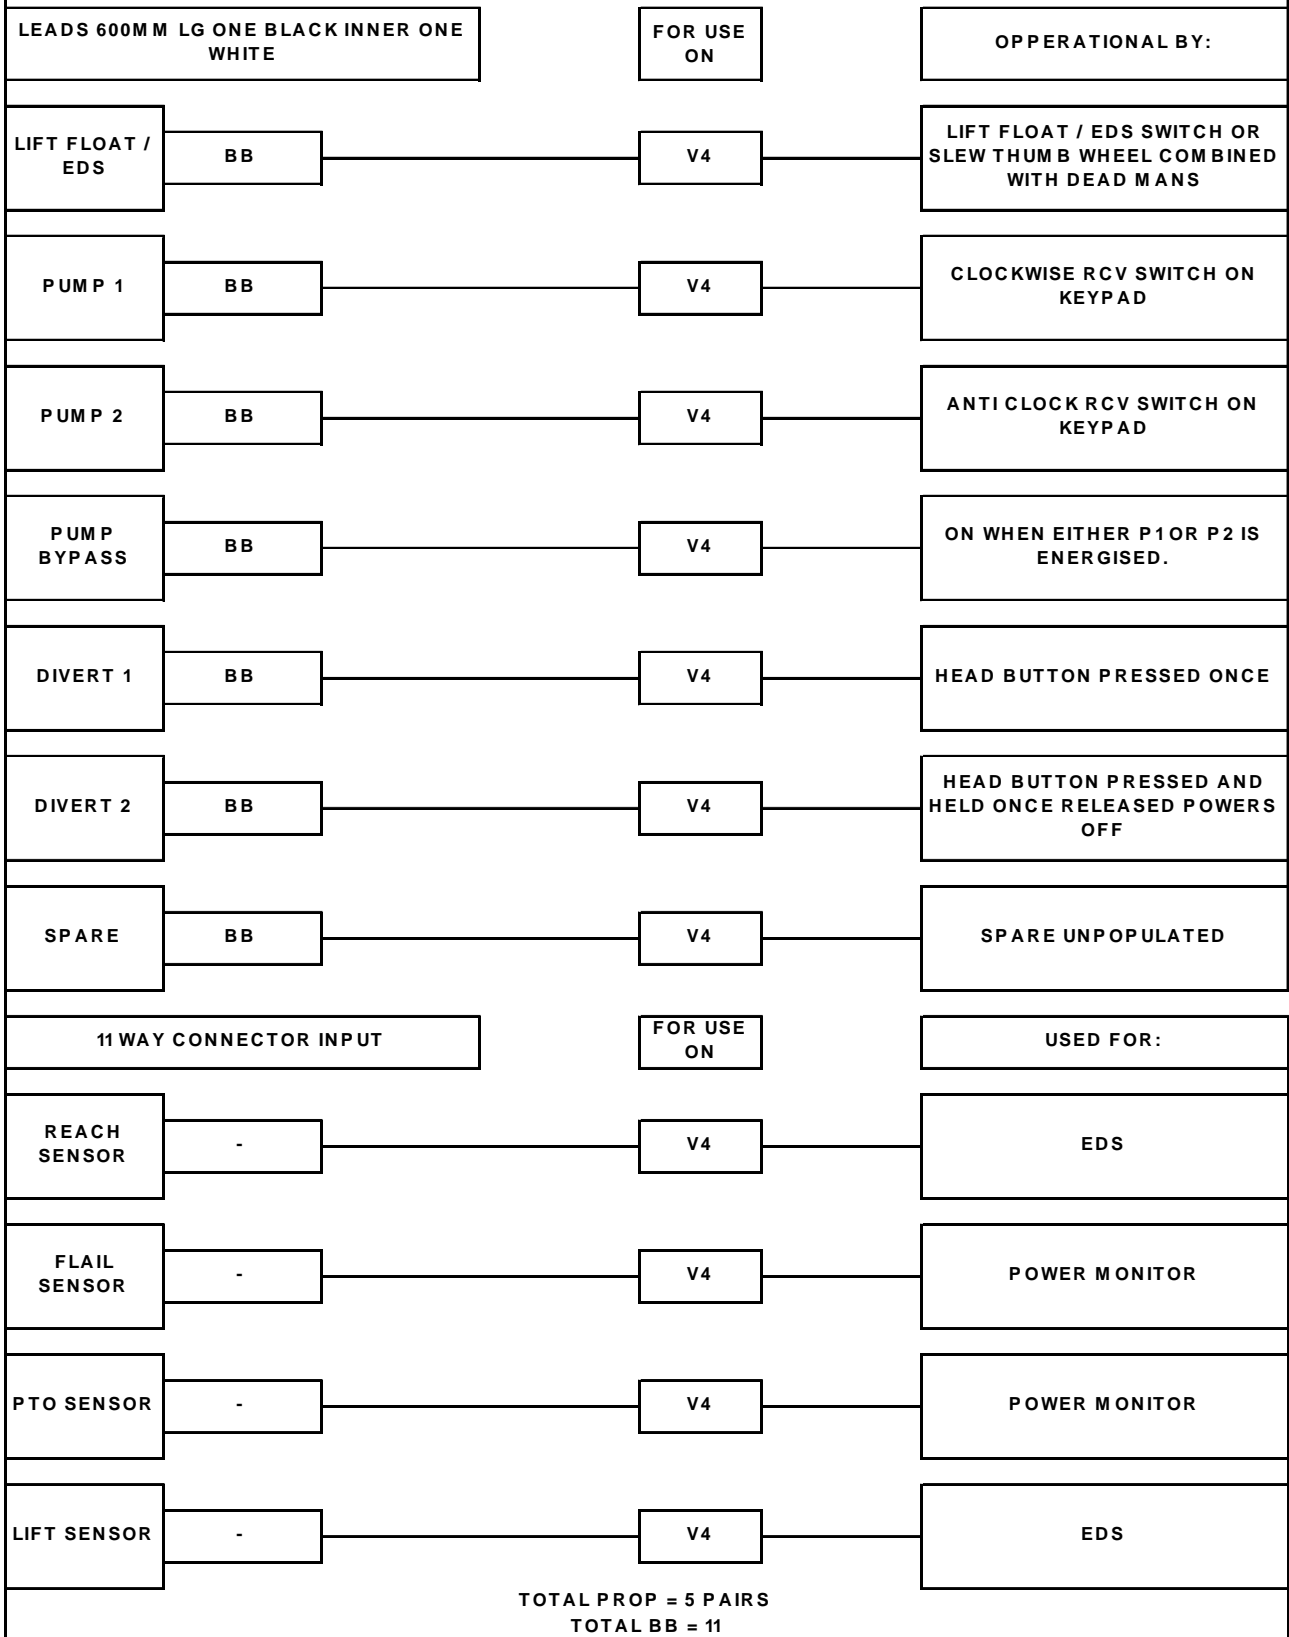 LEADS 600MM LG ONE BLACK INNER ONE
WHITE
FOR USE
ON
OPPERATIONAL BY:
LIFT FLOAT /
EDS
BB
V4
LIFT FLOAT / EDS SWITCH OR
SLEW THUMB WHEEL COMBINED
WITH DEAD MANS
PUMP 1
BB
V4
CLOCKWISE RCV SWITCH ON
KEYPAD
PUMP 2
BB
V4
ANTI CLOCK RCV SWITCH ON
KEYPAD
PUMP
BYPASS
BB
V4
ON WHEN EITHER P1 OR P2 IS
ENERGISED.
DIVERT 1
BB
V4
HEAD BUTTON PRESSED ONCE
DIVERT 2
BB
V4
HEAD BUTTON PRESSED AND
HELD ONCE RELEASED POWERS
OFF
SPARE
BB
V4
SPARE UNPOPULATED
11 WAY CONNECTOR INPUT
FOR USE
ON
USED FOR:
REACH
SENSOR
-
V4
EDS
FLAIL
SENSOR
-
V4
POWER MONITOR
PTO SENSOR
-
V4
POWER MONITOR
LIFT SENSOR
-
V4
EDS
TOTAL PROP = 5 PAIRS
TOTAL BB = 11